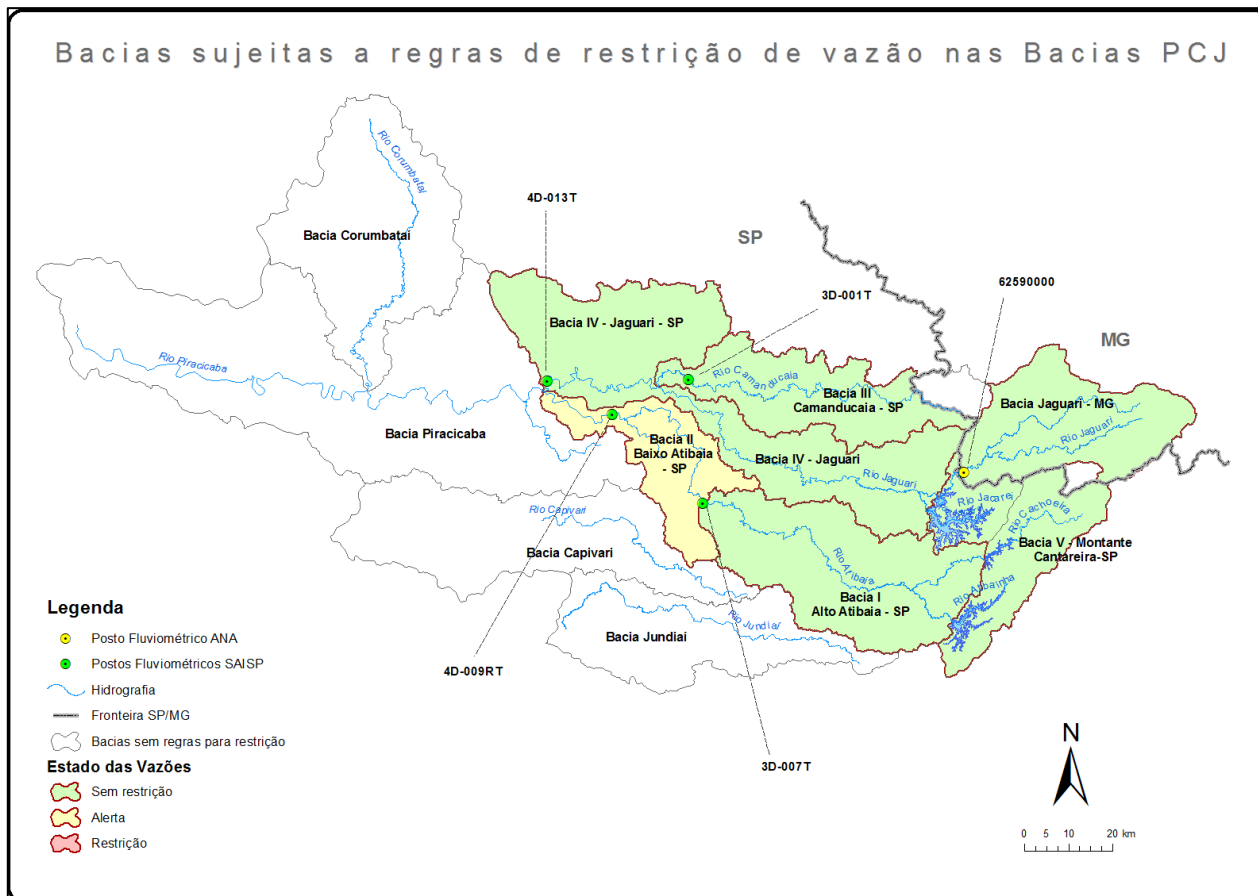 Bacias sujeitas a regras de restrição de vazão nas Bacias PCJ
Rio Corumbataí
4D-013T
Bacia Corumbataí
SP
3D-001T
62590000
Bacia IV - Jaguari - SP
MG
Rio Piracicaba
Rio Camanducaia
Bacia III
Camanducaia - SP
Bacia Jaguari - MG
Rio Jaguari
Bacia Piracicaba
Bacia II
Baixo Atibaia
- SP
Bacia IV - Jaguari
Rio Jaguari
Rio Jacareí
Rio Cachoeira
Rio Capivari
Bacia V - Montante
Cantareira-SP
Bacia Capivari
Rio Atibaia
Rio Atibainha
Bacia I
Alto Atibaia - SP
Rio Jundiaí
Bacia Jundiaí
4D-009RT
3D-007T
Legenda
Posto Fluviométrico ANA
Postos Fluviométricos SAISP
Hidrografia
Fronteira SP/MG
Bacias sem regras para restrição
Estado das Vazões
Sem restrição
Alerta
Restrição
N
0 5 10 20 km